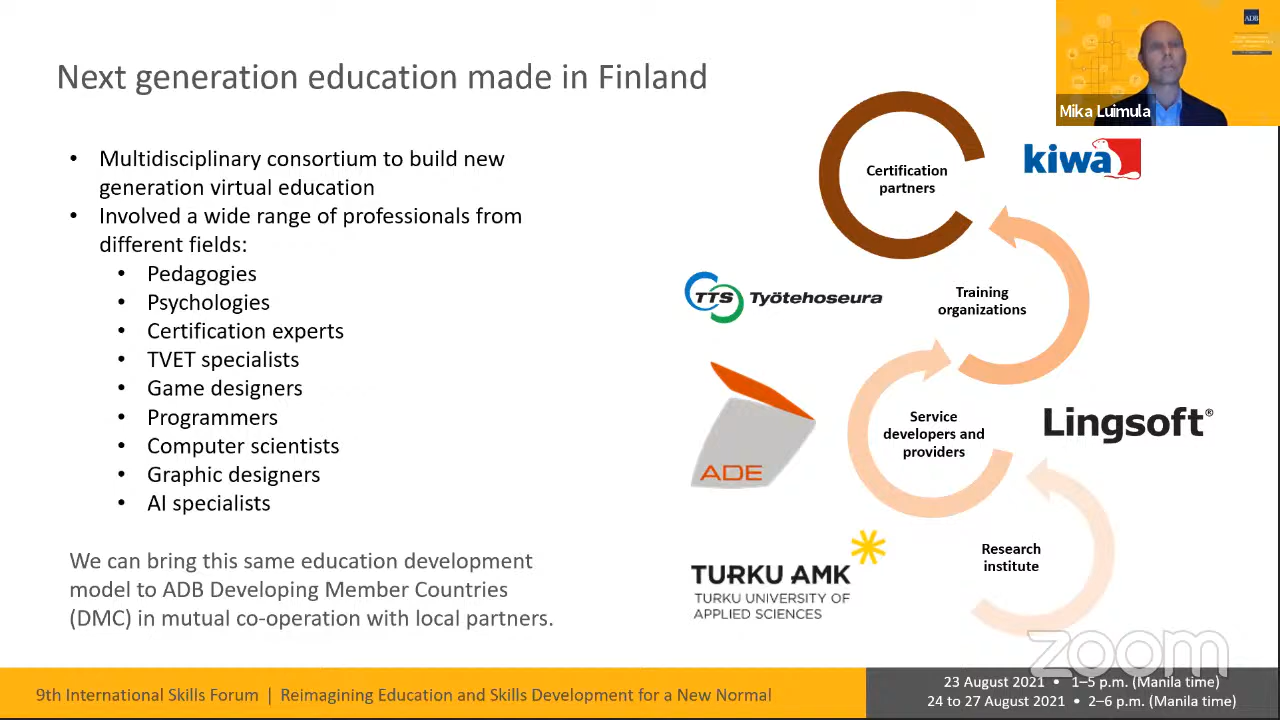 Next generation education made in Finland
• Multidisciplinary consortium to build new
generation virtual education
• Involved a wide range of professionals from
different fields:
• Pedagogies
• Psychologies
• Certification experts
• TVET specialists
• Game designers
• Programmers
• Computer scientists
• Graphic designers
• AI specialists
We can bring this same education development
model to ADB Developing Member Countries
(DMC) in mutual co-operation with local partners.
ADB
Mika Luimula
Certification
partners
kiwa
TTS Työtehoseura
Training
organizations
ADE
Service
developers and
providers
Lingsoft®
TURKU AMK
TURKU UNIVERSITY OF
APPLIED SCIENCES
Research
institute
zoom
9th International Skills Forum | Reimagining Education and Skills Development for a New Normal
23 August 2021 • 1–5 p.m. (Manila time)
24 to 27 August 2021 • 2–6 p.m. (Manila time)